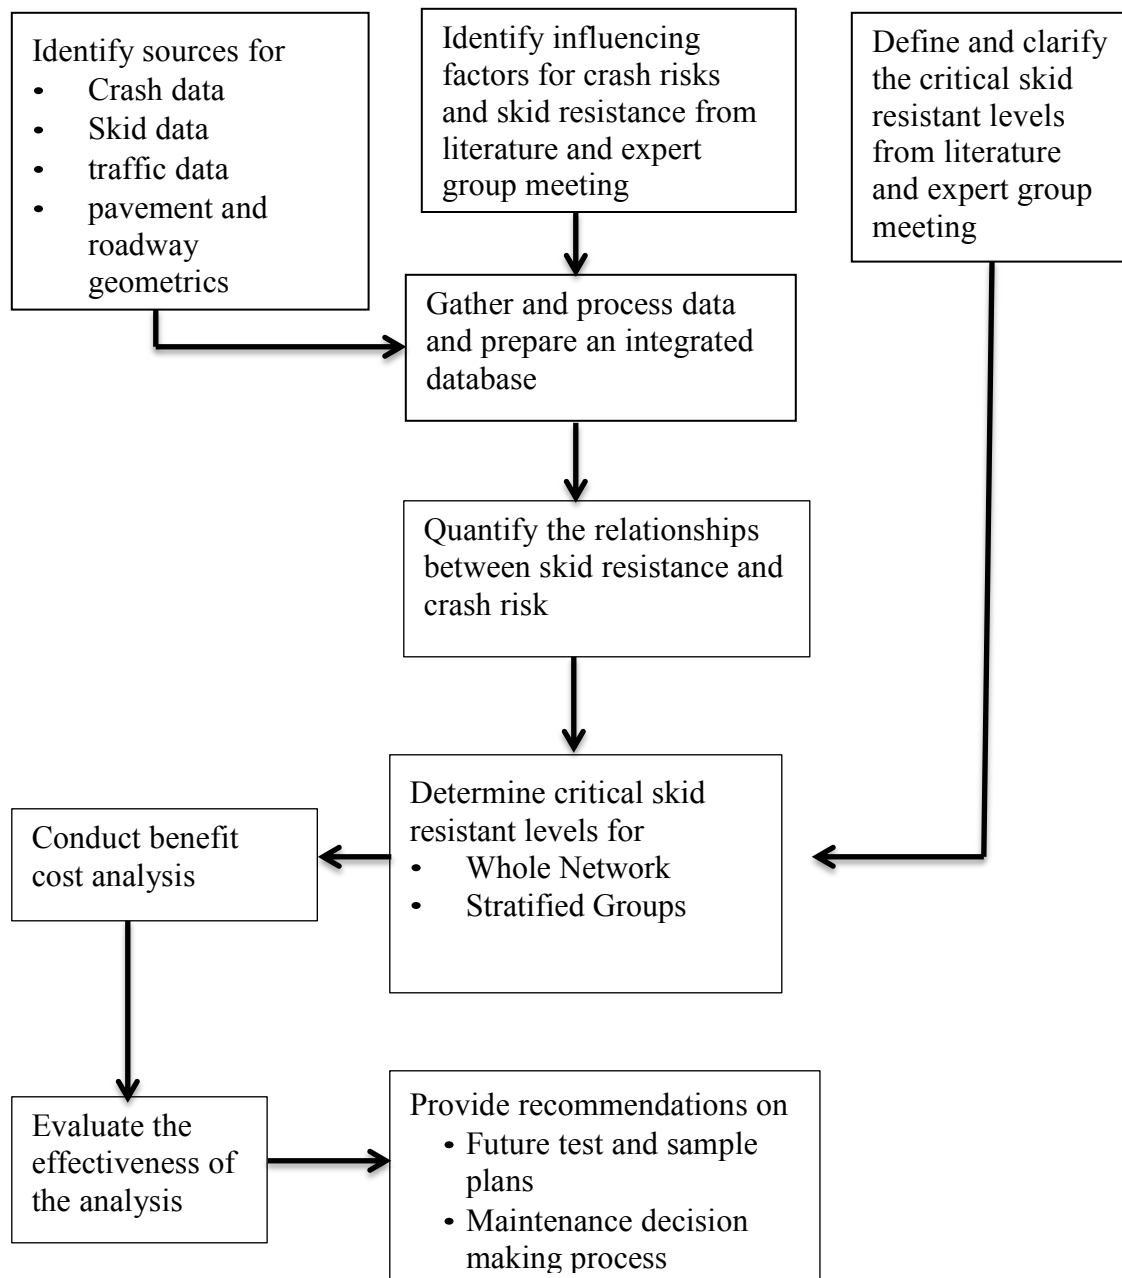 Identify sources for
• Crash data
• Skid data
• traffic data
• pavement and
roadway
geometrics
Identify influencing
factors for crash risks
and skid resistance from
literature and expert
group meeting
Define and clarify
the critical skid
resistant levels
from literature
and expert group
meeting
Gather and process data
and prepare an integrated
database
Quantify the relationships
between skid resistance and
crash risk
Determine critical skid
resistant levels for
• Whole Network
• Stratified Groups
Conduct benefit
cost analysis
Evaluate the
effectiveness of
the analysis
Provide recommendations on
• Future test and sample
plans
• Maintenance decision
making process